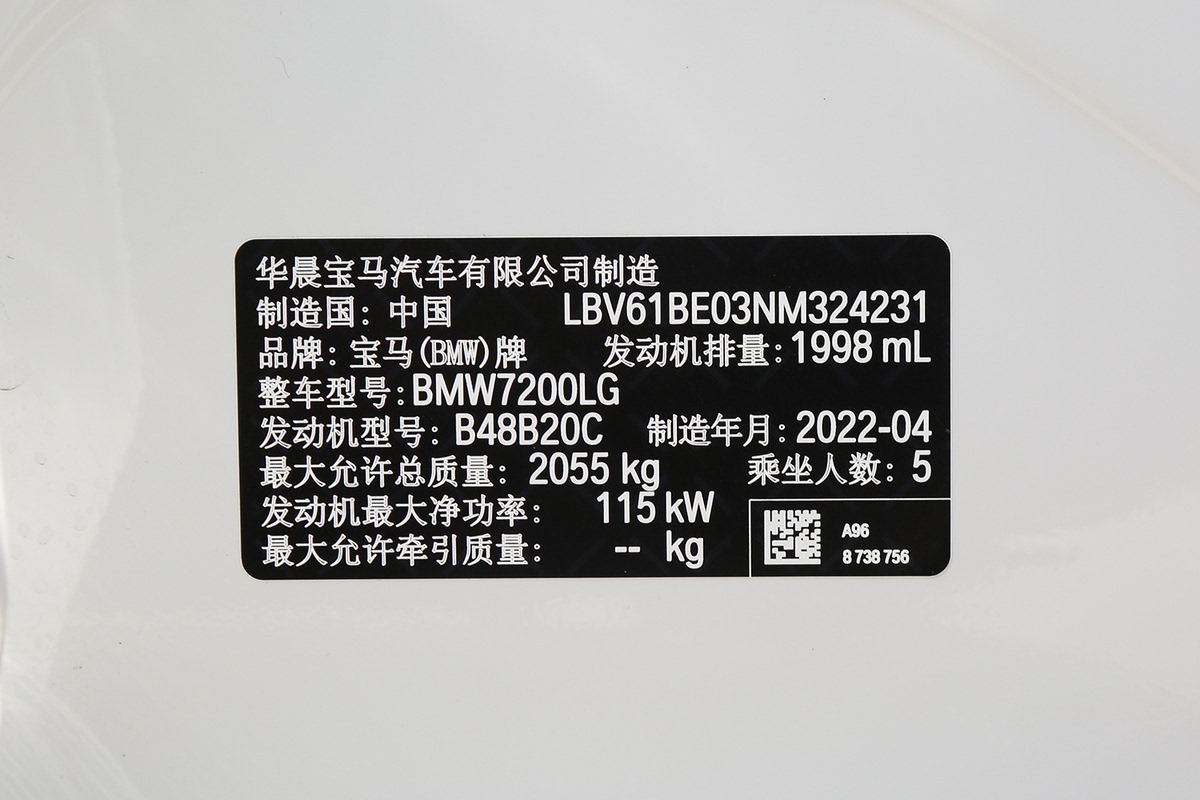 华晨宝马汽车有限公司制造
制造国：中国 LBV61BE03NM324231
品牌：宝马(BMW)牌 发动机排量：1998 mL
整车型号：BMW7200LG
发动机型号：B48B20C 制造年月：2022-04
最大允许总质量：2055 kg 乘坐人数：5
发动机最大净功率： 115 kW
最大允许牵引质量： -- kg
A96
8 738 756